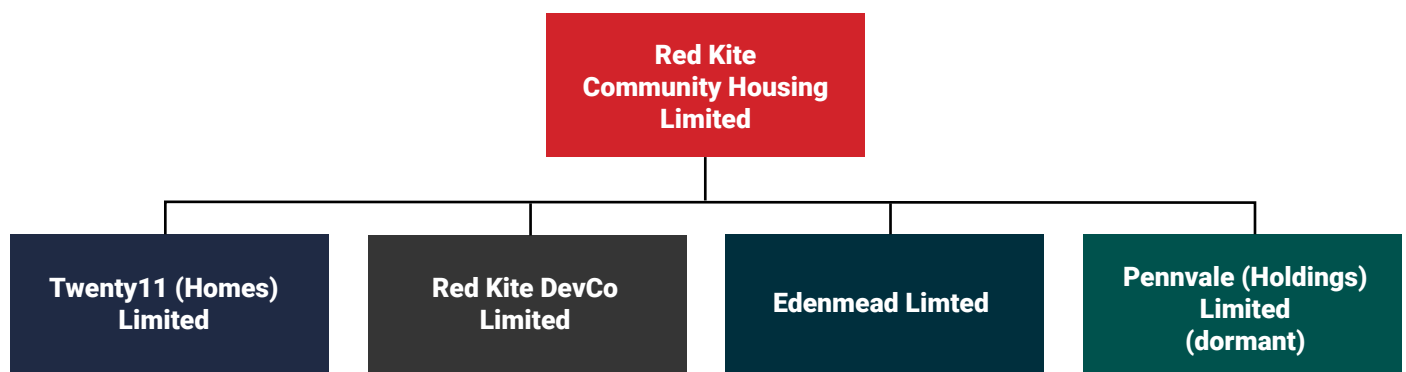 Red Kite
Community Housing
Limited
Twenty11 (Homes)
Limited
Red Kite DevCo
Limited
Edenmead Limted
Pennvale (Holdings)
Limited
(dormant)